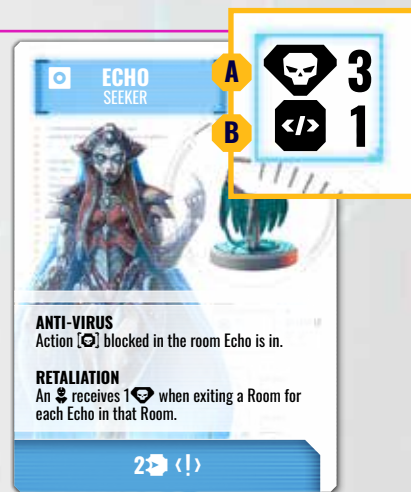 ECHO
SEEKER
A
3
B
</> 1
ANTI-VIRUS
Action [ ] blocked in the room Echo is in.
RETALIATION
An receives 1 when exiting a Room for
each Echo in that Room.
2 ‹!›